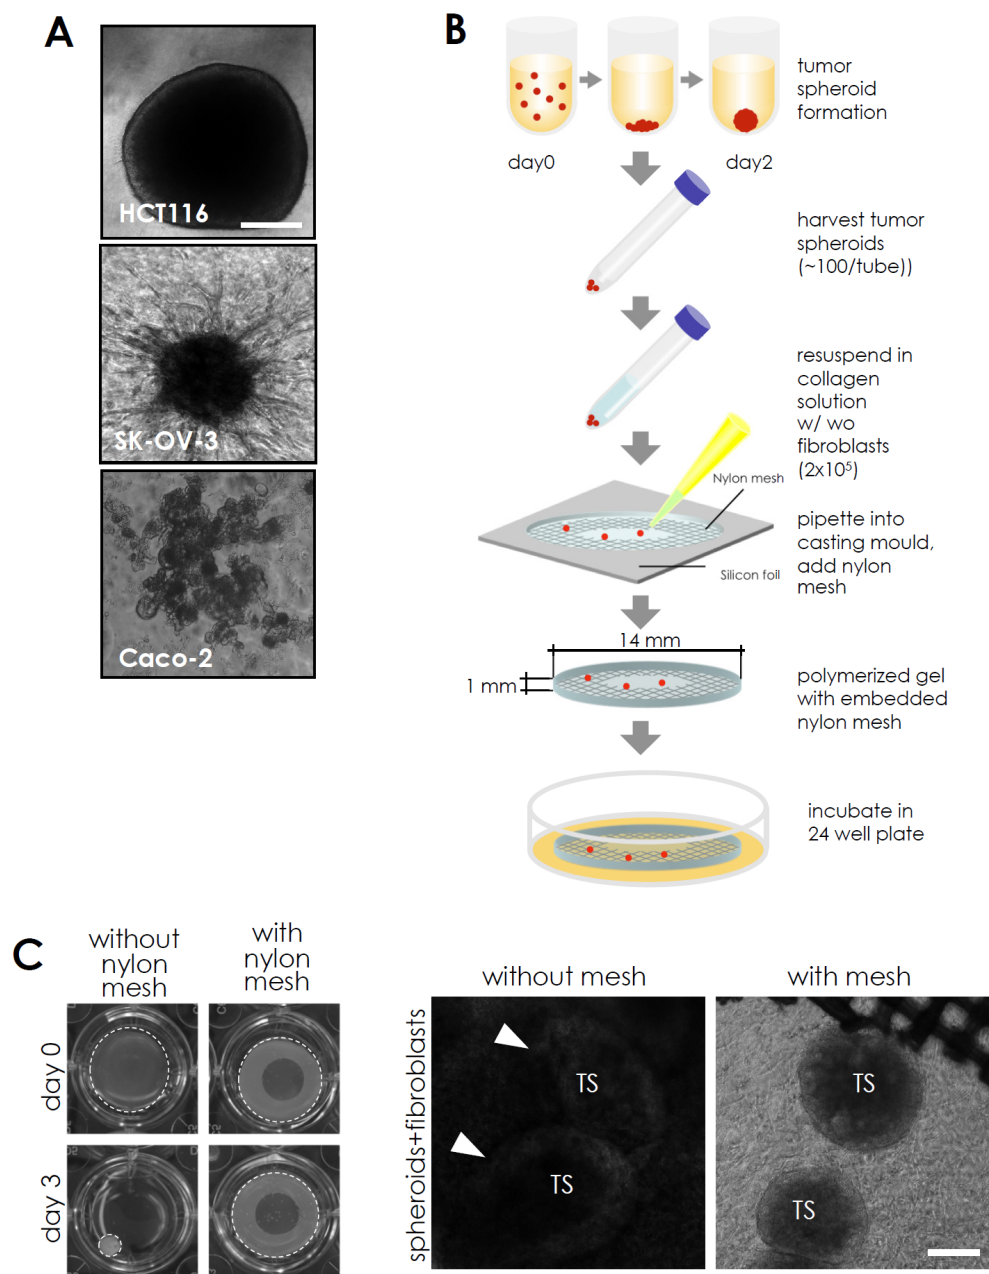 A
HCT116
SK-OV-3
Caco-2
B
day0
day2
tumor
spheroid
formation
harvest tumor
spheroids
(~100/tube))
resuspend in
collagen
solution
w/ wo
fibroblasts
(2x10⁵)
Nylon mesh
Silicon foil
pipette into
casting mould,
add nylon
mesh
14 mm
1 mm
polymerized gel
with embedded
nylon mesh
incubate in
24 well plate
C
without
nylon
mesh
with
nylon
mesh
day 0
day 3
without mesh
with mesh
spheroids+fibroblasts
TS
TS
TS
TS